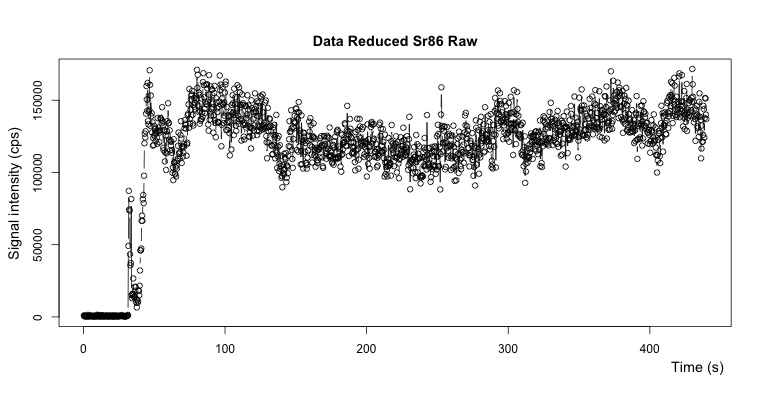 Data Reduced Sr86 Raw
Signal intensity (cps)
150000
100000
50000
0
0 100 200 300 400
Time (s)